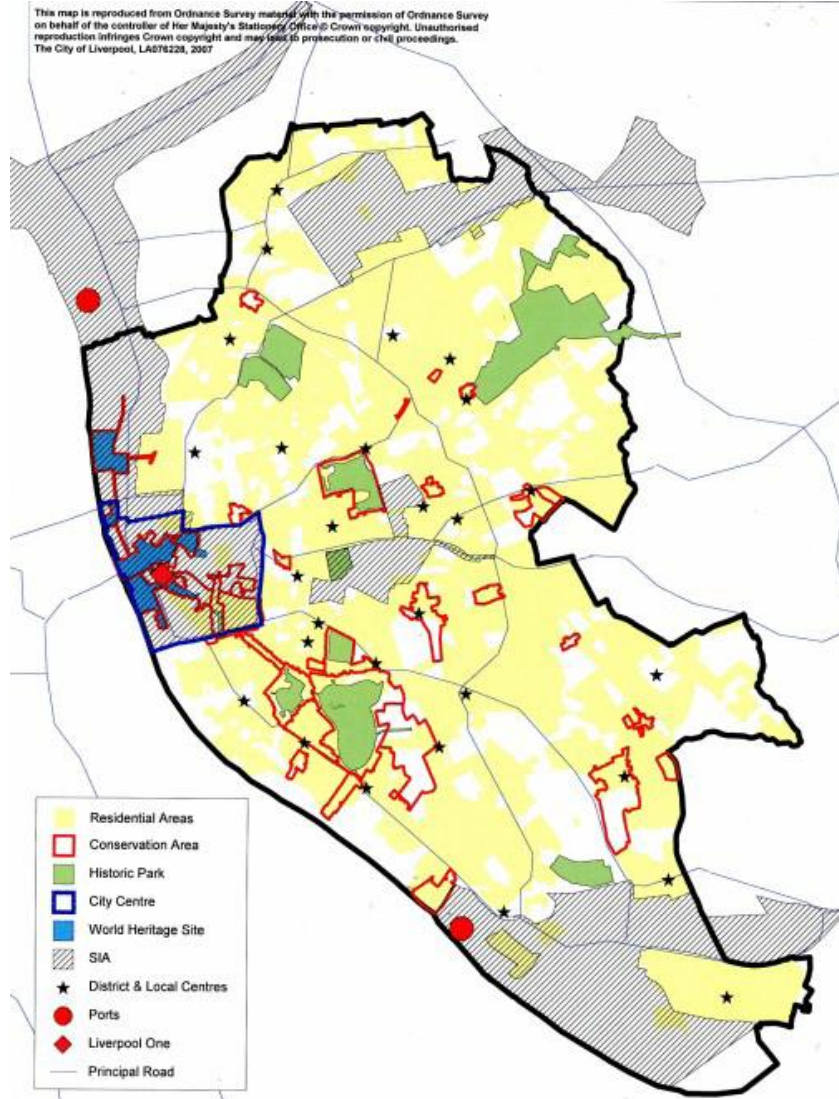 This map is reproduced from Ordnance Survey material with the permission of Ordnance Survey
on behalf of the controller of Her Majesty's Stationery Office © Crown copyright. Unauthorised
reproduction infringes Crown copyright and may lead to prosecution or civil proceedings.
The City of Liverpool, LA076228, 2007
Residential Areas
Conservation Area
Historic Park
City Centre
World Heritage Site
SIA
District & Local Centres
Ports
Liverpool One
Principal Road